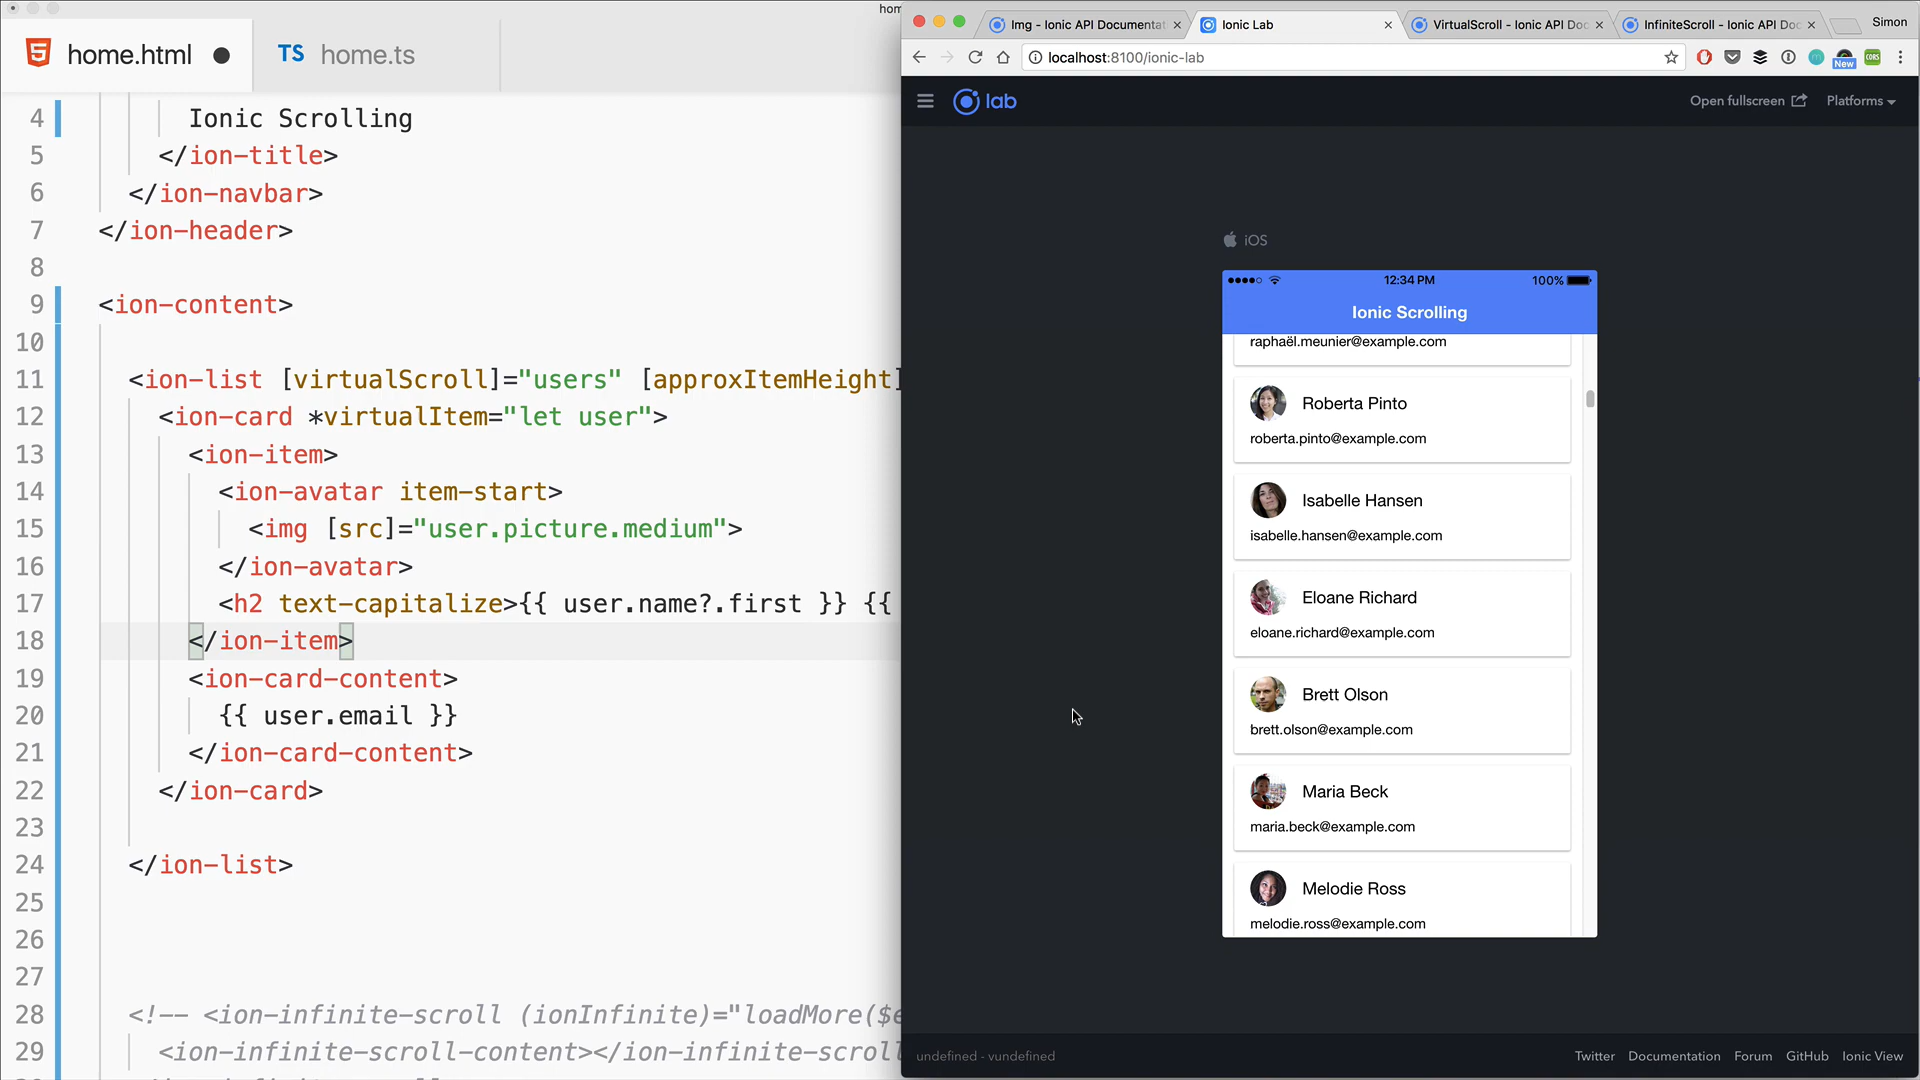 home.html
TS home.ts
hom
4 Ionic Scrolling
5 </ion-title>
6 </ion-navbar>
7 </ion-header>
8
9 <ion-content>
10
11 <ion-list [virtualScroll]="users" [approxItemHeight]
12 <ion-card *virtualItem="let user">
13 <ion-item>
14 <ion-avatar item-start>
15 <img [src]="user.picture.medium">
16 </ion-avatar>
17 <h2 text-capitalize>{{ user.name?.first }} {{
18 </ion-item>
19 <ion-card-content>
20 {{ user.email }}
21 </ion-card-content>
22 </ion-card>
23
24 </ion-list>
25
26
27
28 <!-- <ion-infinite-scroll (ionInfinite)="loadMore($e
29 <ion-infinite-scroll-content></ion-infinite-scroll
Img - Ionic API Documentat
Ionic Lab
VirtualScroll - Ionic API Doc
InfiniteScroll - Ionic API Doc
Simon
localhost:8100/ionic-lab
New
CORS
lab
Open fullscreen
Platforms
iOS
12:34 PM
100%
Ionic Scrolling
raphaël.meunier@example.com
Roberta Pinto
roberta.pinto@example.com
Isabelle Hansen
isabelle.hansen@example.com
Eloane Richard
eloane.richard@example.com
Brett Olson
brett.olson@example.com
Maria Beck
maria.beck@example.com
Melodie Ross
melodie.ross@example.com
undefined - vundefined
Twitter Documentation Forum GitHub Ionic View